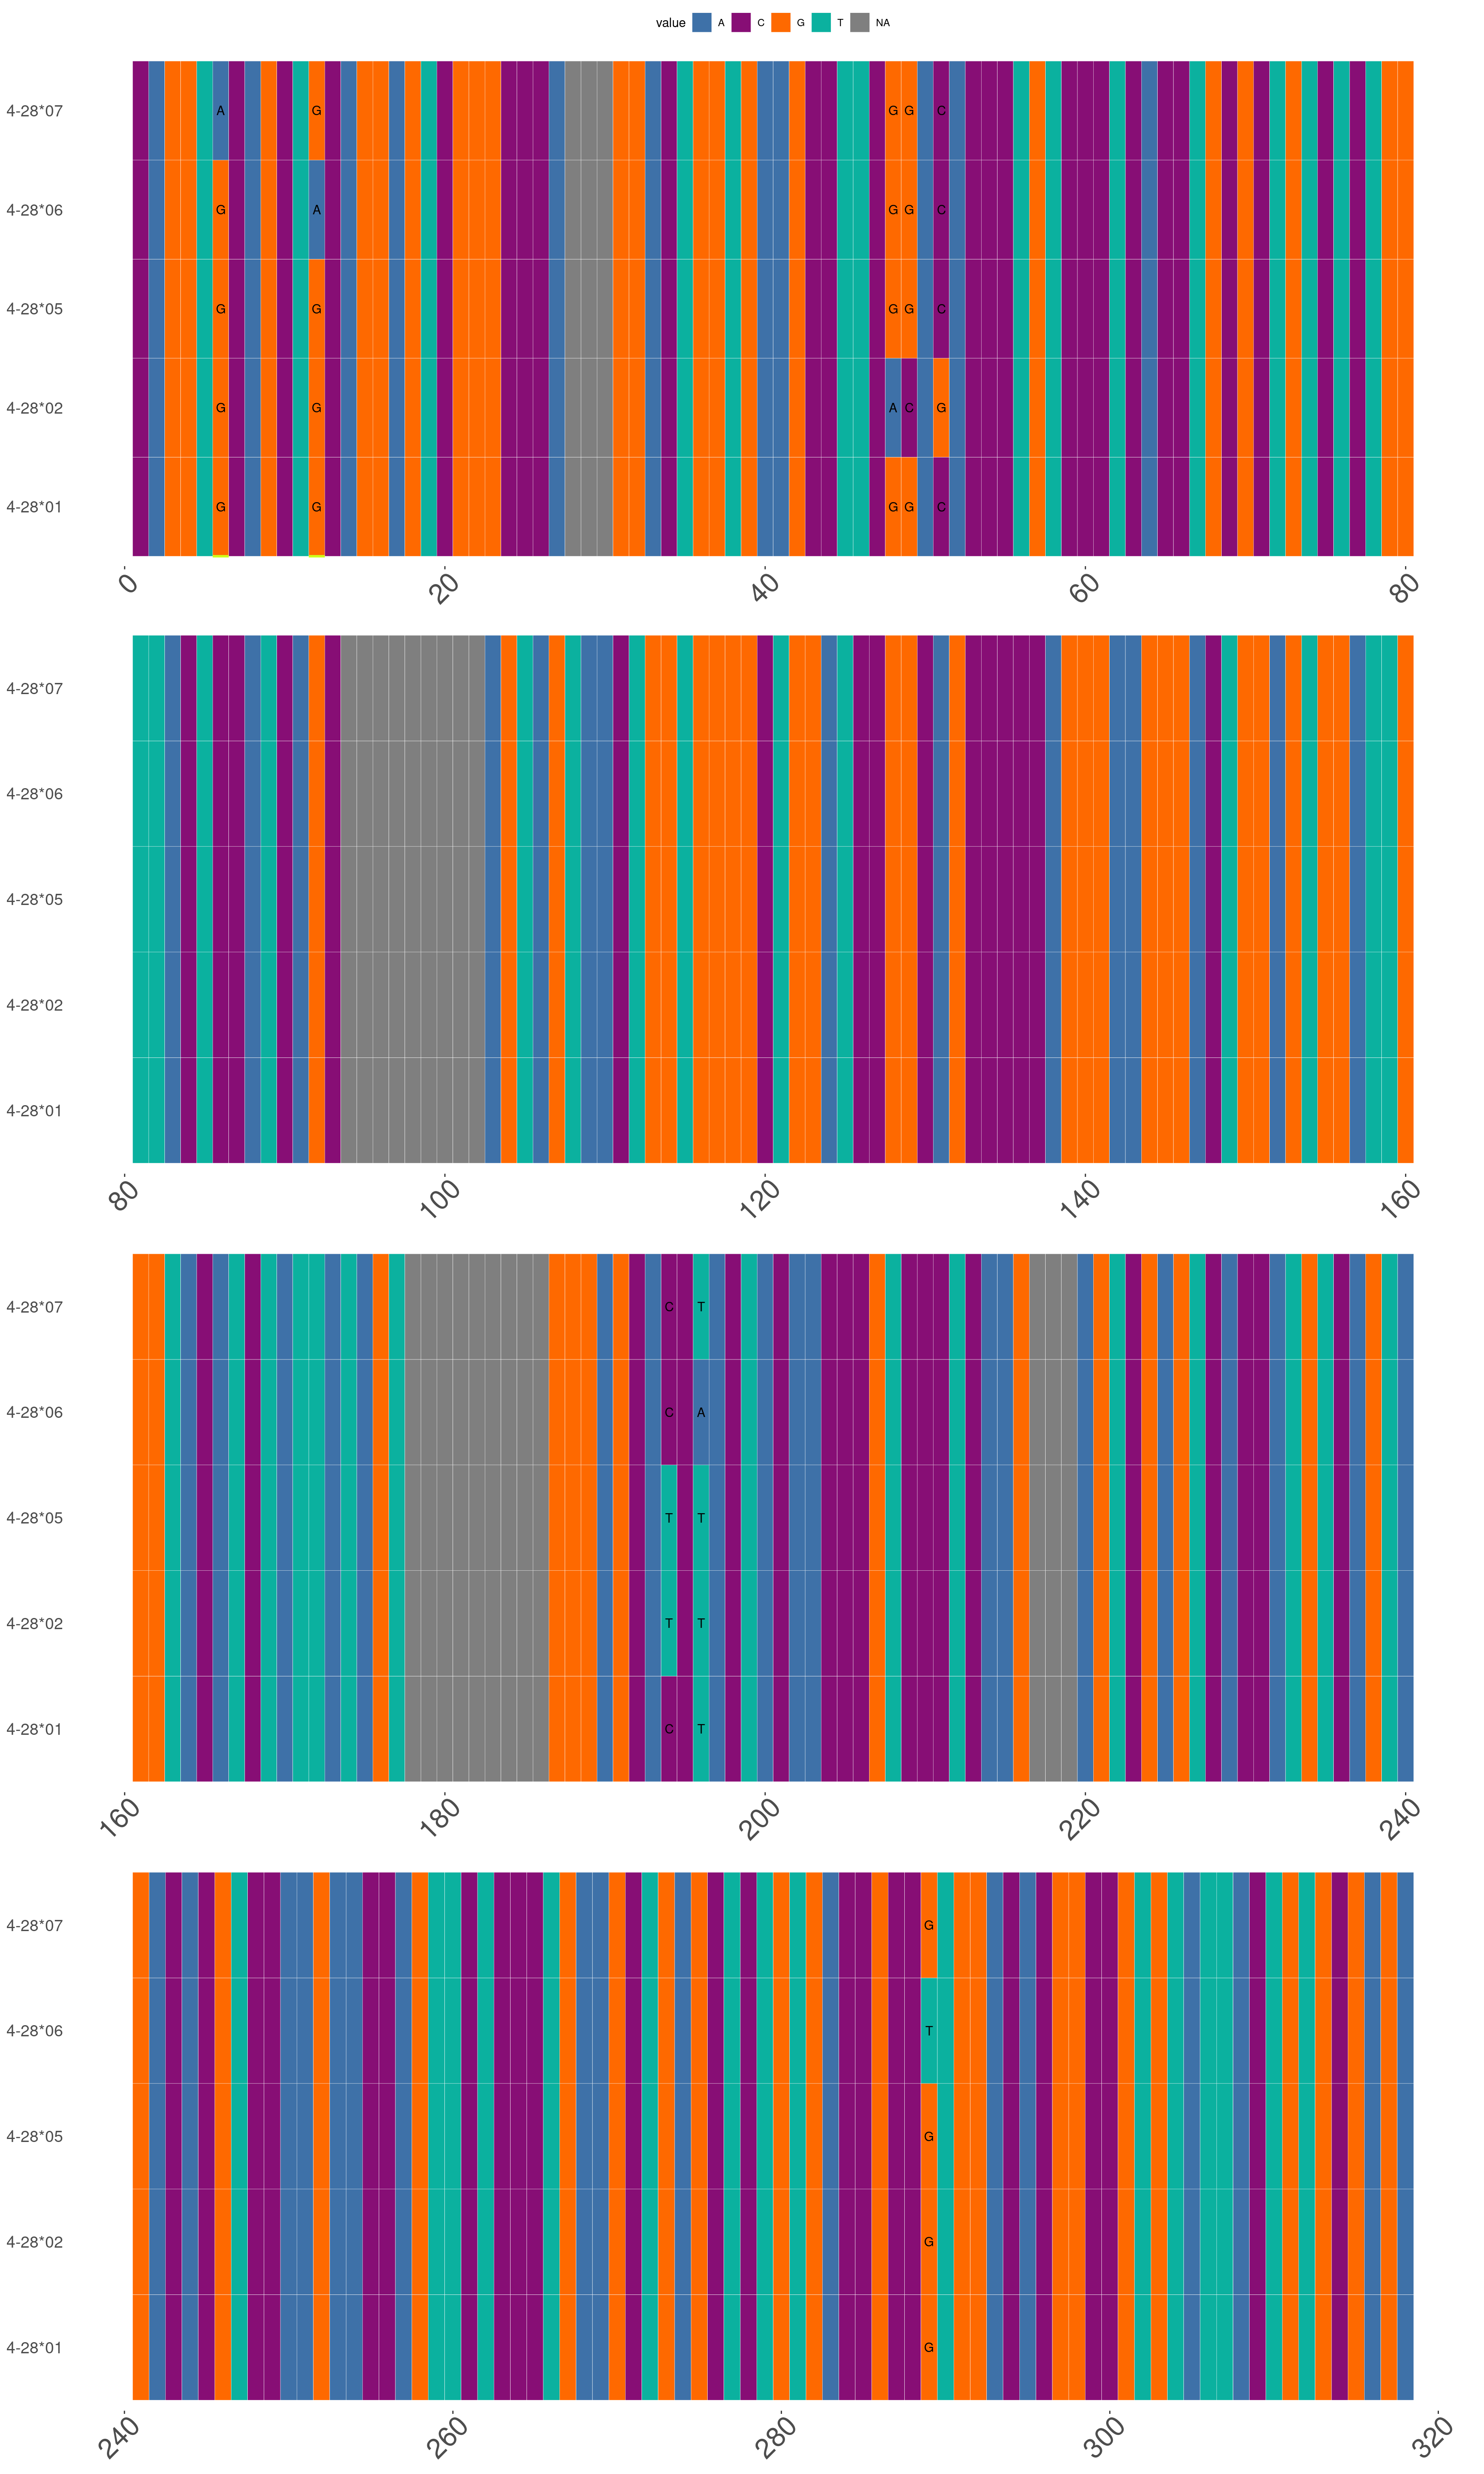 value A C G T NA
4-28*07 A G G G C
4-28*06 G A G G C
4-28*05 G G G G C
4-28*02 G G A C G
4-28*01 G G G G C
0 20 40 60 80
4-28*07
4-28*06
4-28*05
4-28*02
4-28*01
80 100 120 140 160
4-28*07 C T
4-28*06 C A
4-28*05 T T
4-28*02 T T
4-28*01 C T
160 180 200 220 240
4-28*07 G
4-28*06 T
4-28*05 G
4-28*02 G
4-28*01 G
240 260 280 300 320